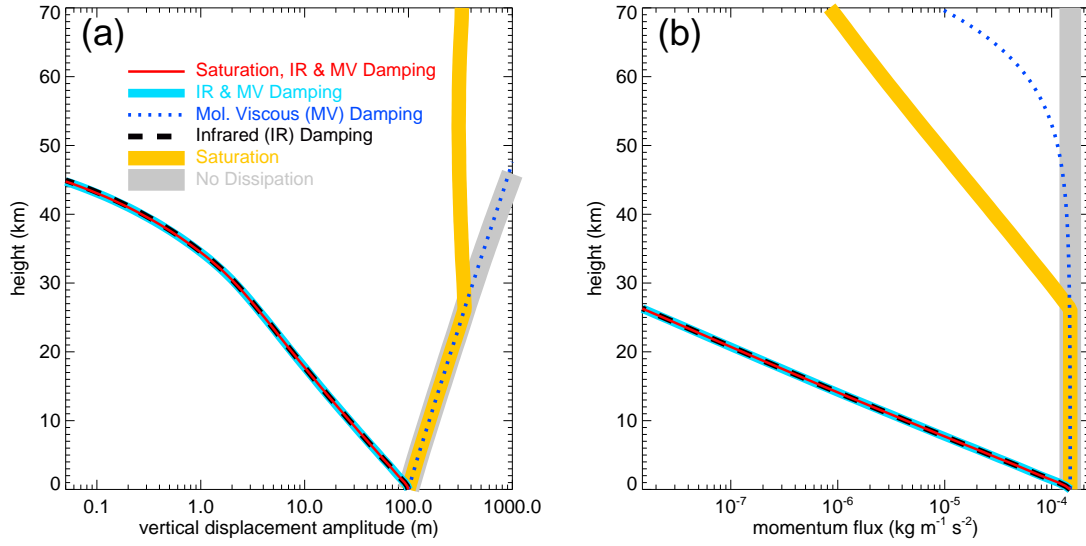 (a)
70
60
50
40
30
20
10
0
height (km)
Saturation, IR & MV Damping
IR & MV Damping
Mol. Viscous (MV) Damping
Infrared (IR) Damping
Saturation
No Dissipation
0.1 1.0 10.0 100.0 1000.0
vertical displacement amplitude (m)
(b)
70
60
50
40
30
20
10
0
height (km)
10-7 10-6 10-5 10-4
momentum flux (kg m-1 s-2)